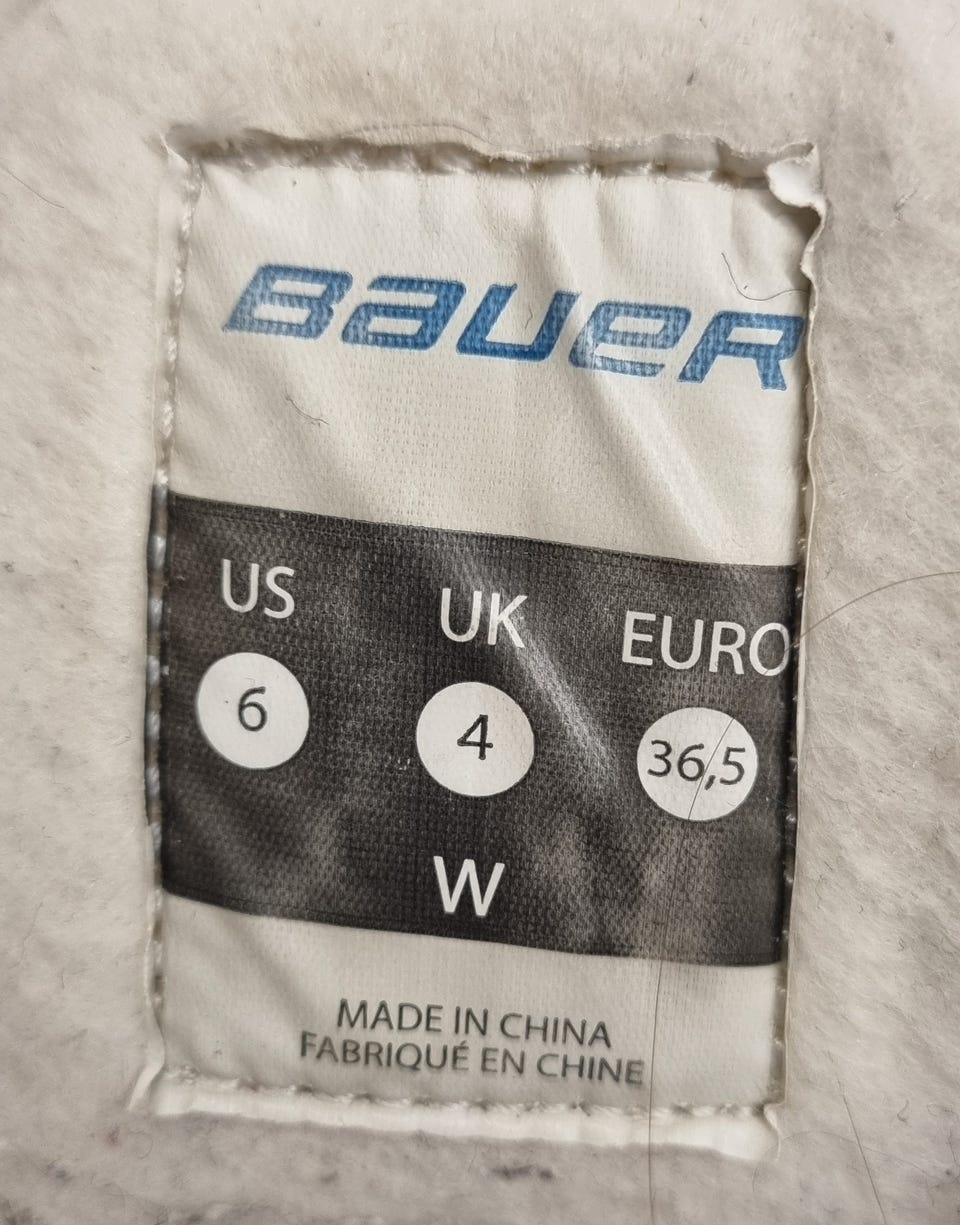 BAUER
US UK EURO
6 4 36,5
W
MADE IN CHINA
FABRIQUÉ EN CHINE